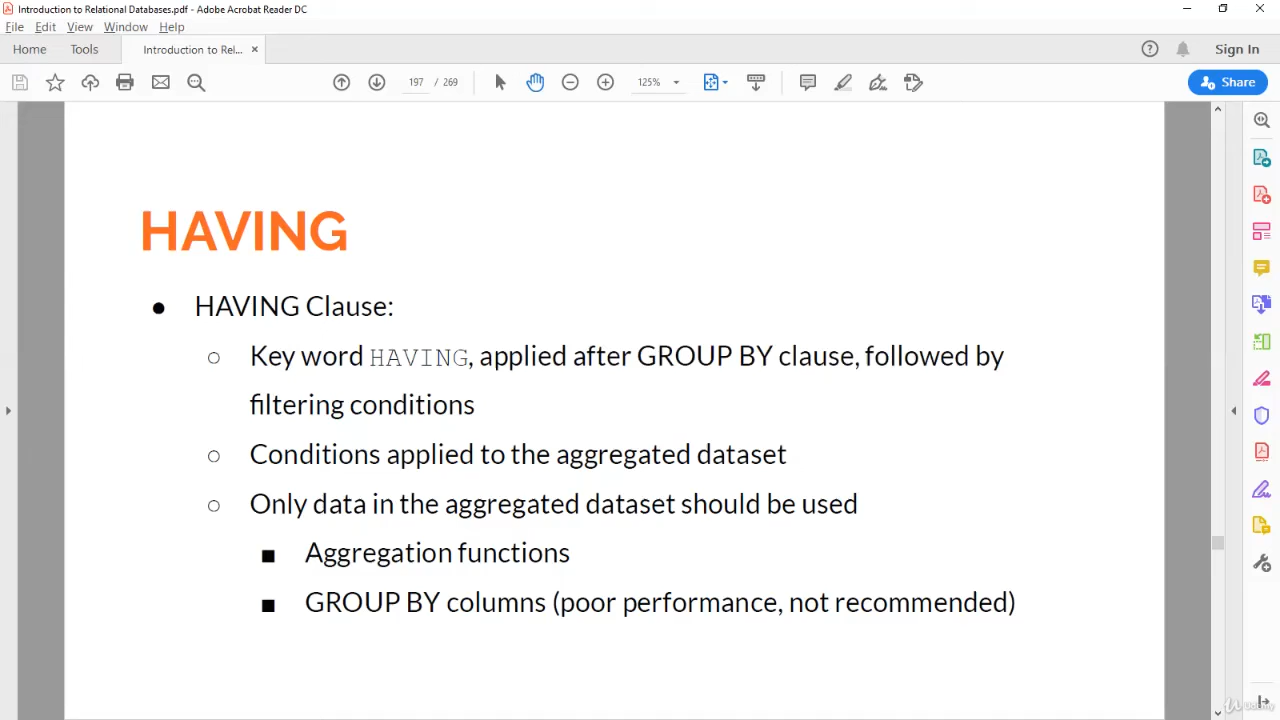 Introduction to Relational Databases.pdf - Adobe Acrobat Reader DC
File Edit View Window Help
Home Tools Introduction to Rel... × Sign In
197 / 269 125% Share
HAVING
● HAVING Clause:
○ Key word HAVING, applied after GROUP BY clause, followed by
filtering conditions
○ Conditions applied to the aggregated dataset
○ Only data in the aggregated dataset should be used
■ Aggregation functions
■ GROUP BY columns (poor performance, not recommended)
Udemy